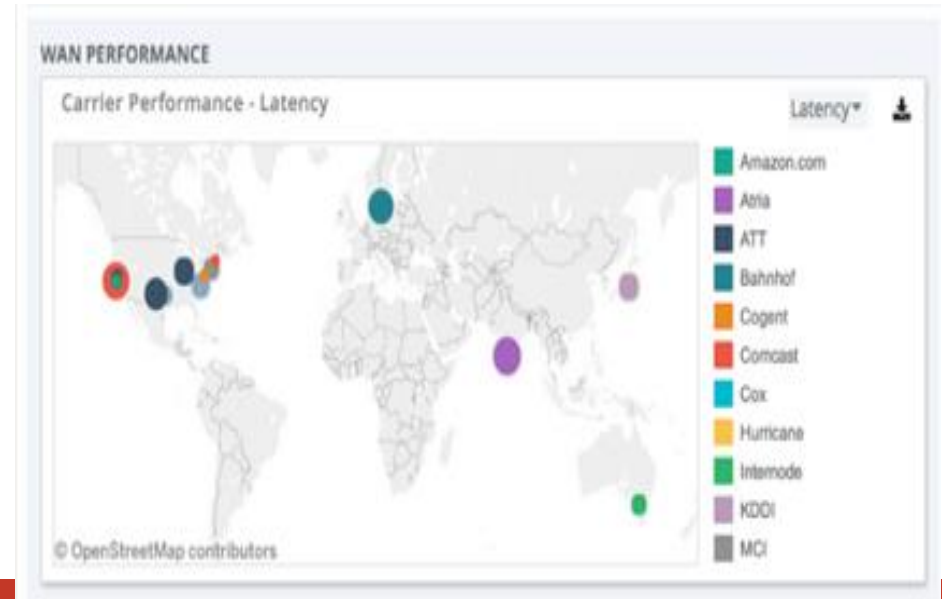 WAN PERFORMANCE
Carrier Performance - Latency
Latency
Amazon.com
Atria
ATT
Bahnhof
Cogent
Comcast
Cox
Hurricane
Internode
KDDI
MCI
© OpenStreetMap contributors